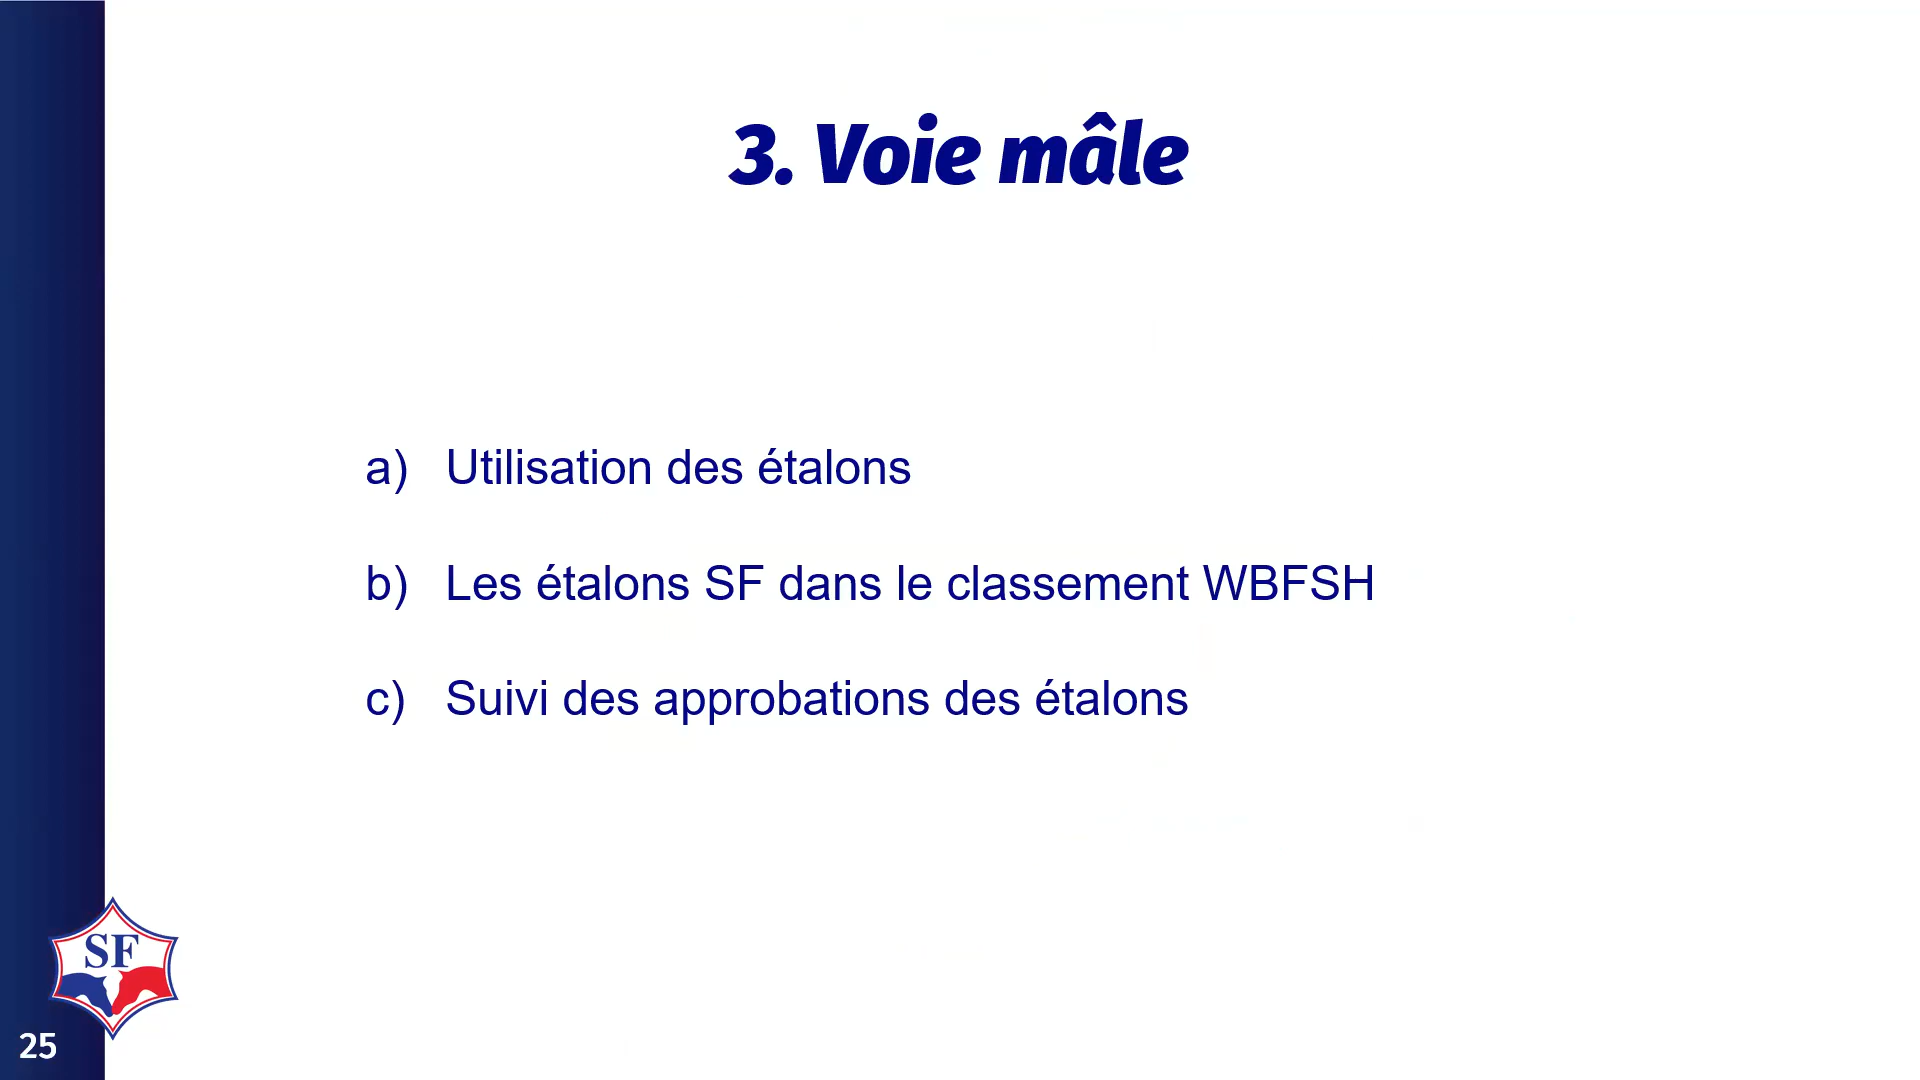 3. Voie mâle
a) Utilisation des étalons
b) Les étalons SF dans le classement WBFSH
c) Suivi des approbations des étalons
SF
25